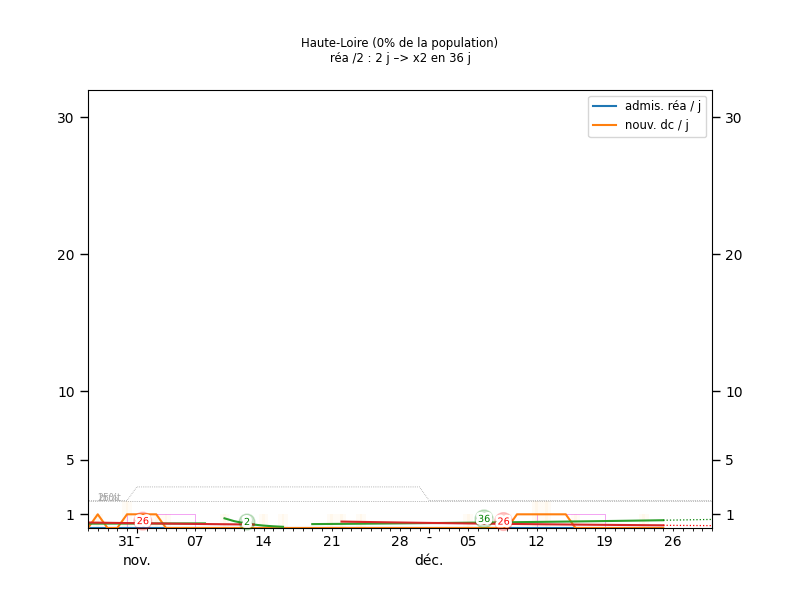 Haute-Loire (0% de la population)
réa /2 : 2 j –> x2 en 36 j
admis. réa / j
nouv. dc / j
30 30
20 20
10 10
5 5
1 1
26 2 36 26
31 07 14 21 28 05 12 19 26
nov. déc.